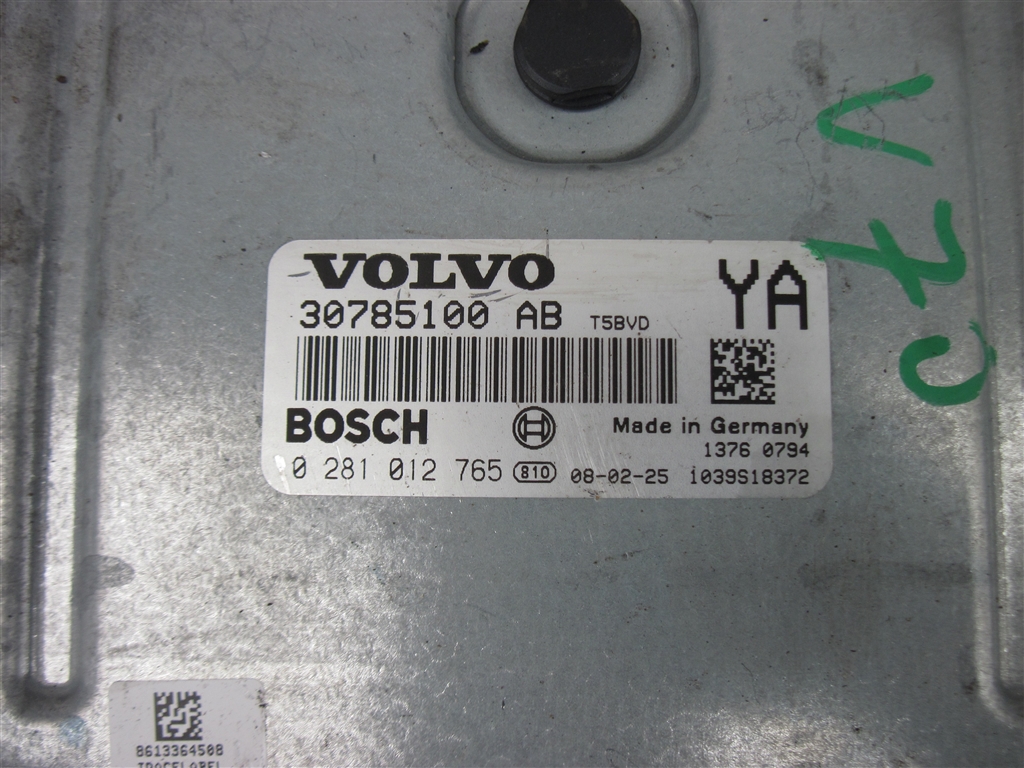 VOLVO
30785100 AB T5BVD
YA
BOSCH
Made in Germany
1376 0794
0 281 012 765 810 08-02-25 1039S18372
V70
8613364508
TRACELABEL